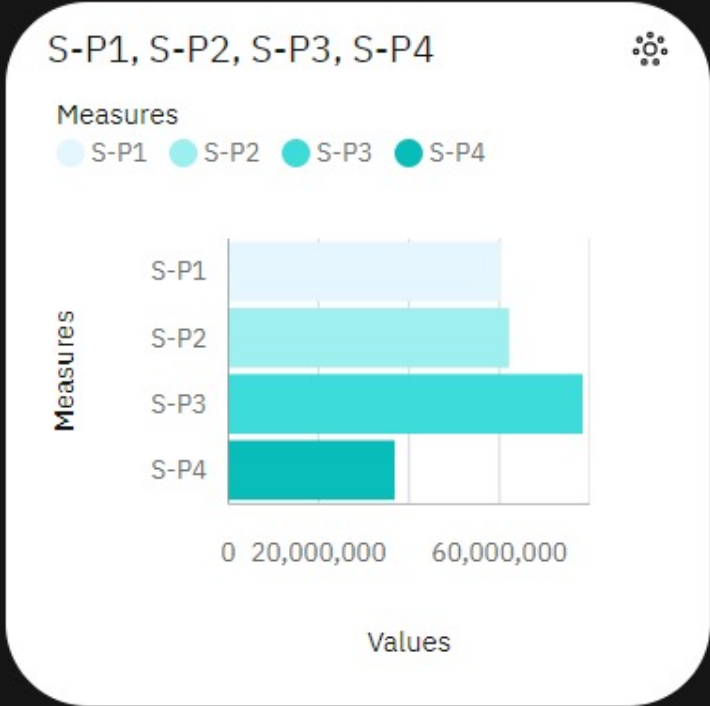 S-P1, S-P2, S-P3, S-P4
Measures
S-P1 S-P2 S-P3 S-P4
Measures
S-P1
S-P2
S-P3
S-P4
0 20,000,000 60,000,000
Values